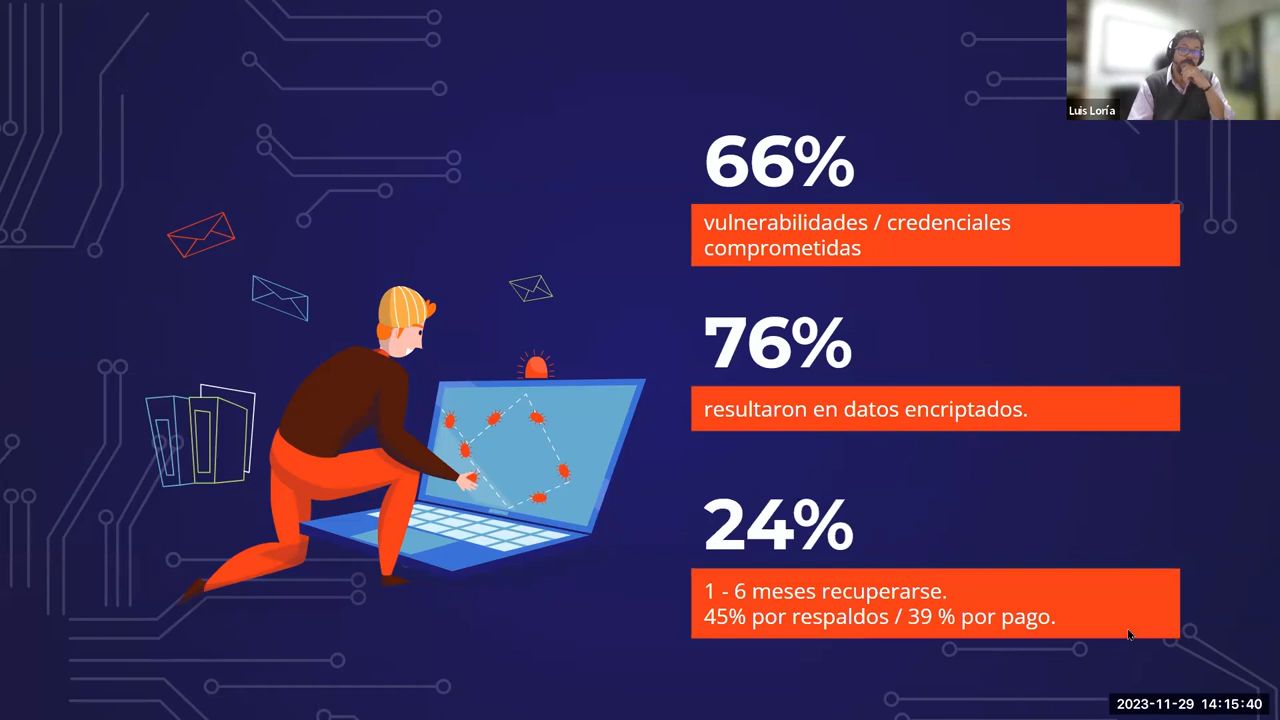 Luis Loría
66%
vulnerabilidades / credenciales
comprometidas
76%
resultaron en datos encriptados.
24%
1 - 6 meses recuperarse.
45% por respaldos / 39 % por pago.
2023-11-29 14:15:40